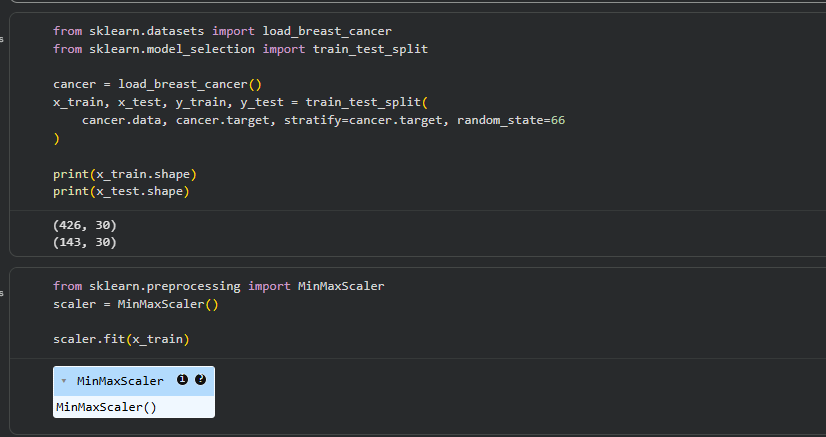 from sklearn.datasets import load_breast_cancer
from sklearn.model_selection import train_test_split
cancer = load_breast_cancer()
x_train, x_test, y_train, y_test = train_test_split(
    cancer.data, cancer.target, stratify=cancer.target, random_state=66
)
print(x_train.shape)
print(x_test.shape)
(426, 30)
(143, 30)
from sklearn.preprocessing import MinMaxScaler
scaler = MinMaxScaler()
scaler.fit(x_train)
MinMaxScaler i ?
MinMaxScaler()